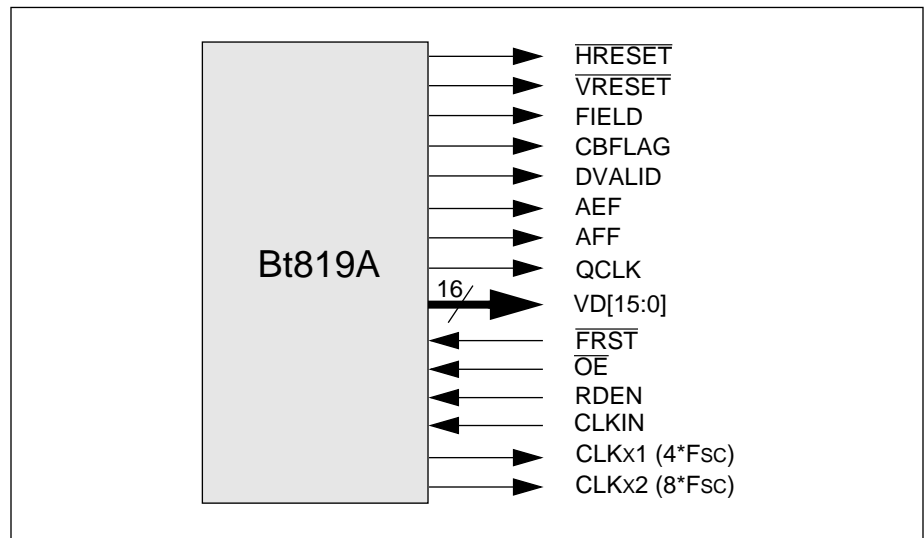 HRESET
VRESET
FIELD
CBFLAG
DVALID
AEF
AFF
Bt819A
QCLK
16
VD[15:0]
FRST
OE
RDEN
CLKIN
CLKx1 (4*FSC)
CLKx2 (8*FSC)